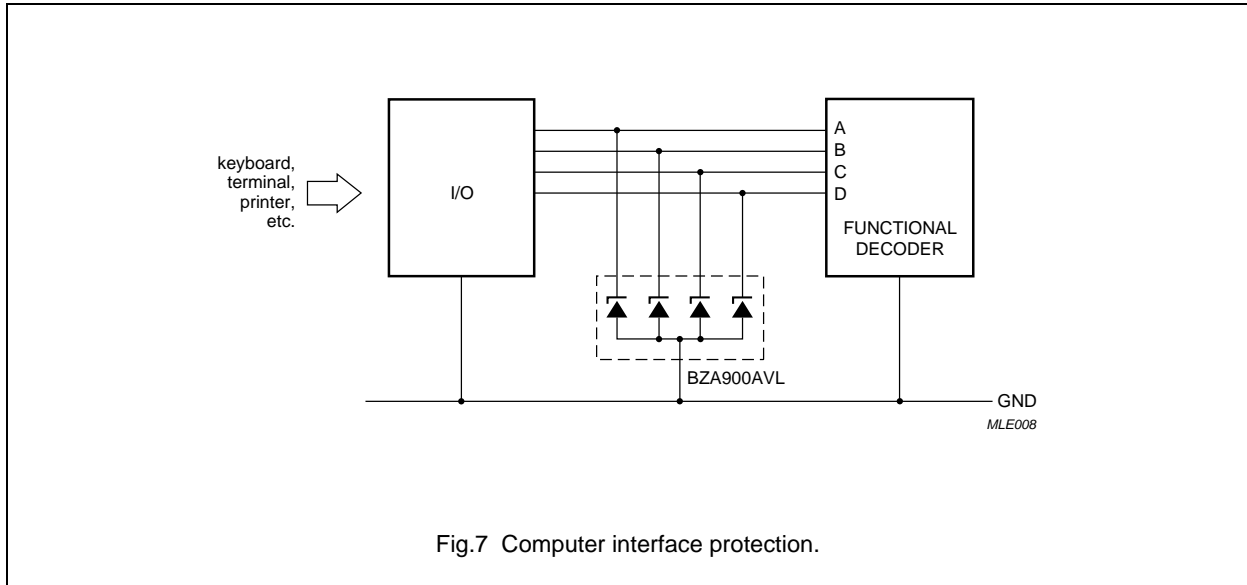 keyboard,
terminal,
printer,
etc.
I/O
A
B
C
D
FUNCTIONAL
DECODER
BZA900AVL
GND
MLE008
Fig.7 Computer interface protection.